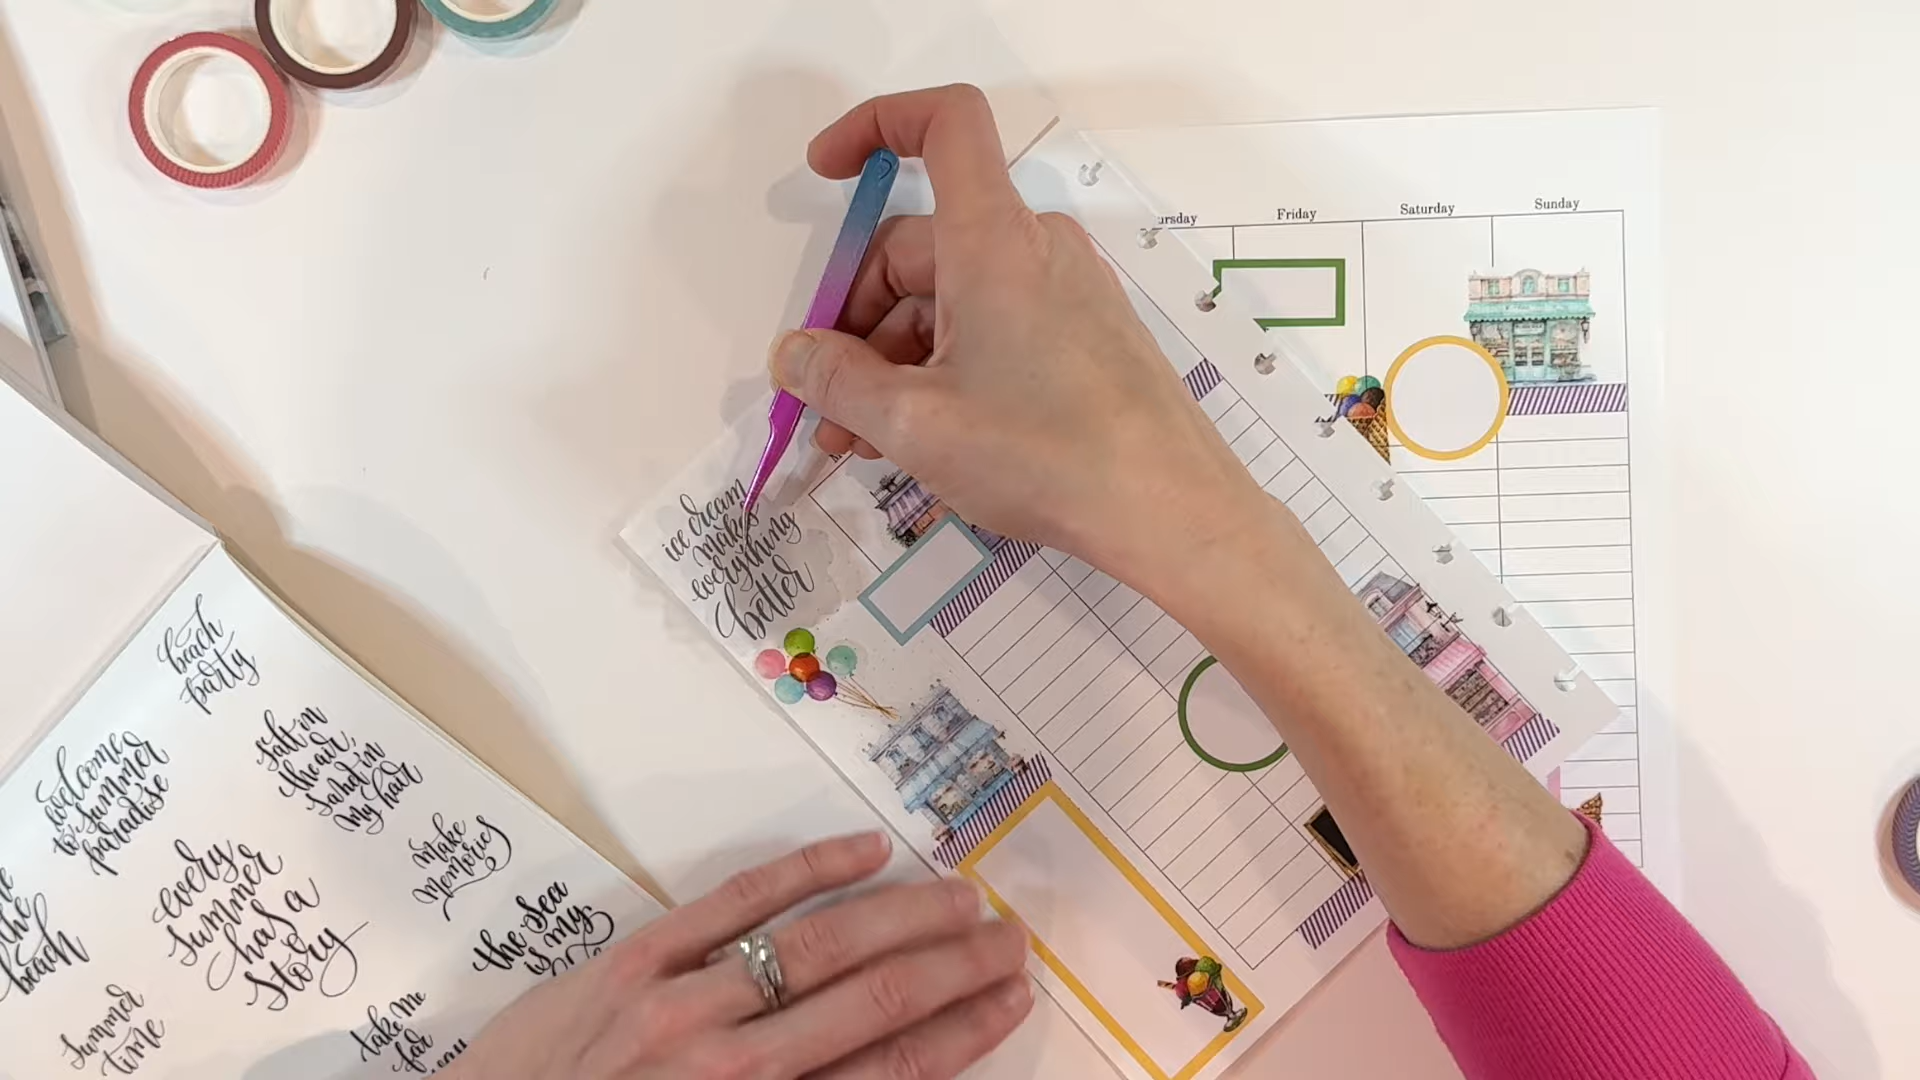 ursday
Friday
Saturday
Sunday
ice cream
makes
everything
better
beach
party
welcome
to summer
paradise
salt in
the air,
sand in
my hair
make
memories
every
summer
has a
story
the sea
is my
the
beach
summer
time
take me
far